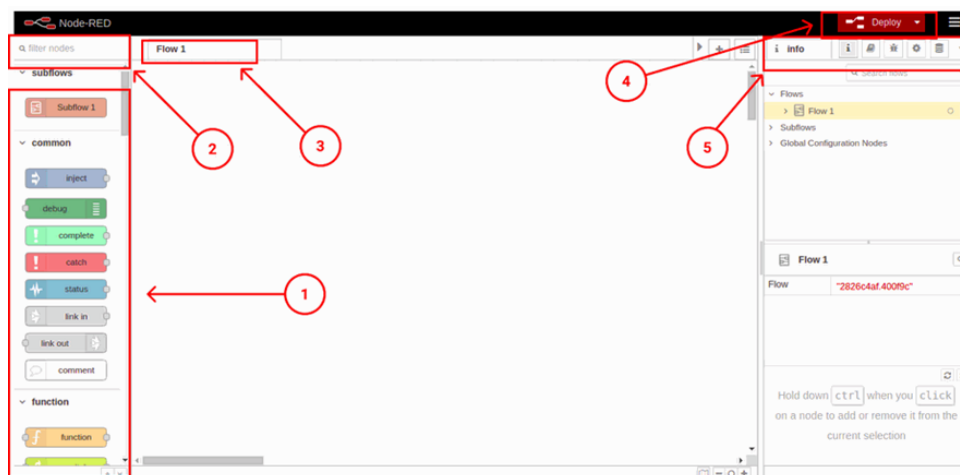 Node-RED
Deploy
filter nodes
Flow 1
info
subflows
Search flows
Subflow 1
Flows
Flow 1
Subflows
Global Configuration Nodes
common
inject
debug
complete
catch
status
link in
link out
comment
function
function
1
2
3
4
5
Flow 1
Flow "2826c4af.400f9c"
Hold down ctrl when you click
on a node to add or remove it from the
current selection